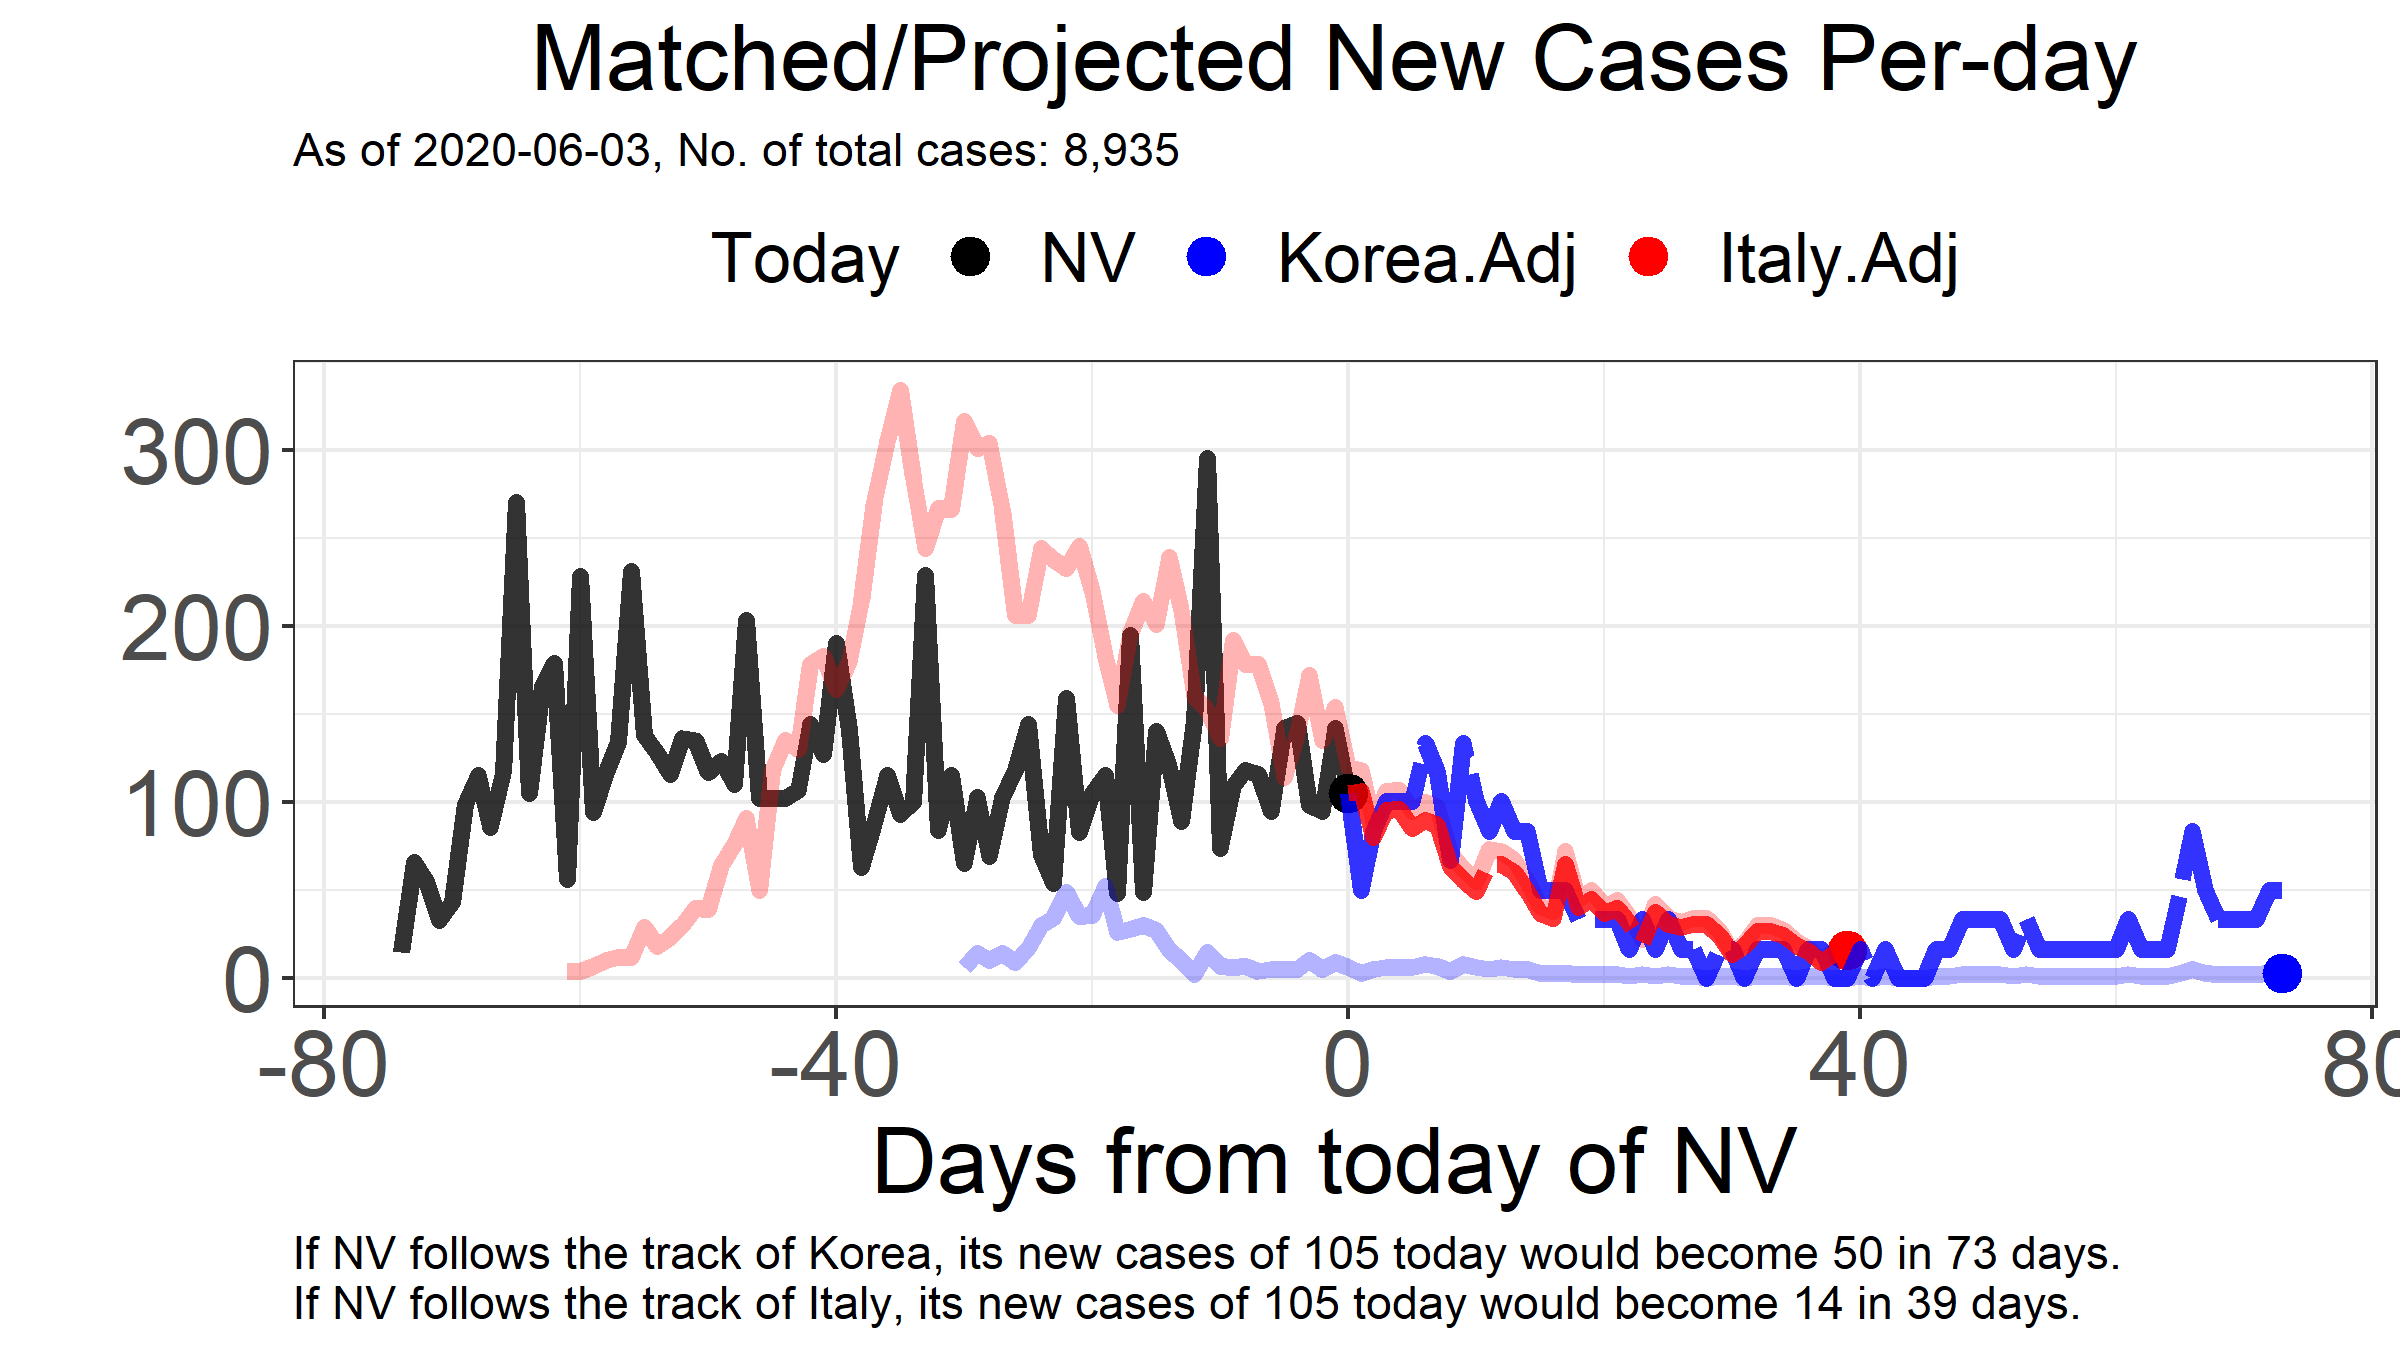 Matched/Projected New Cases Per-day
As of 2020-06-03, No. of total cases: 8,935
Today NV Korea.Adj Italy.Adj
300
200
100
0
-80 -40 0 40 80
Days from today of NV
If NV follows the track of Korea, its new cases of 105 today would become 50 in 73 days.
If NV follows the track of Italy, its new cases of 105 today would become 14 in 39 days.